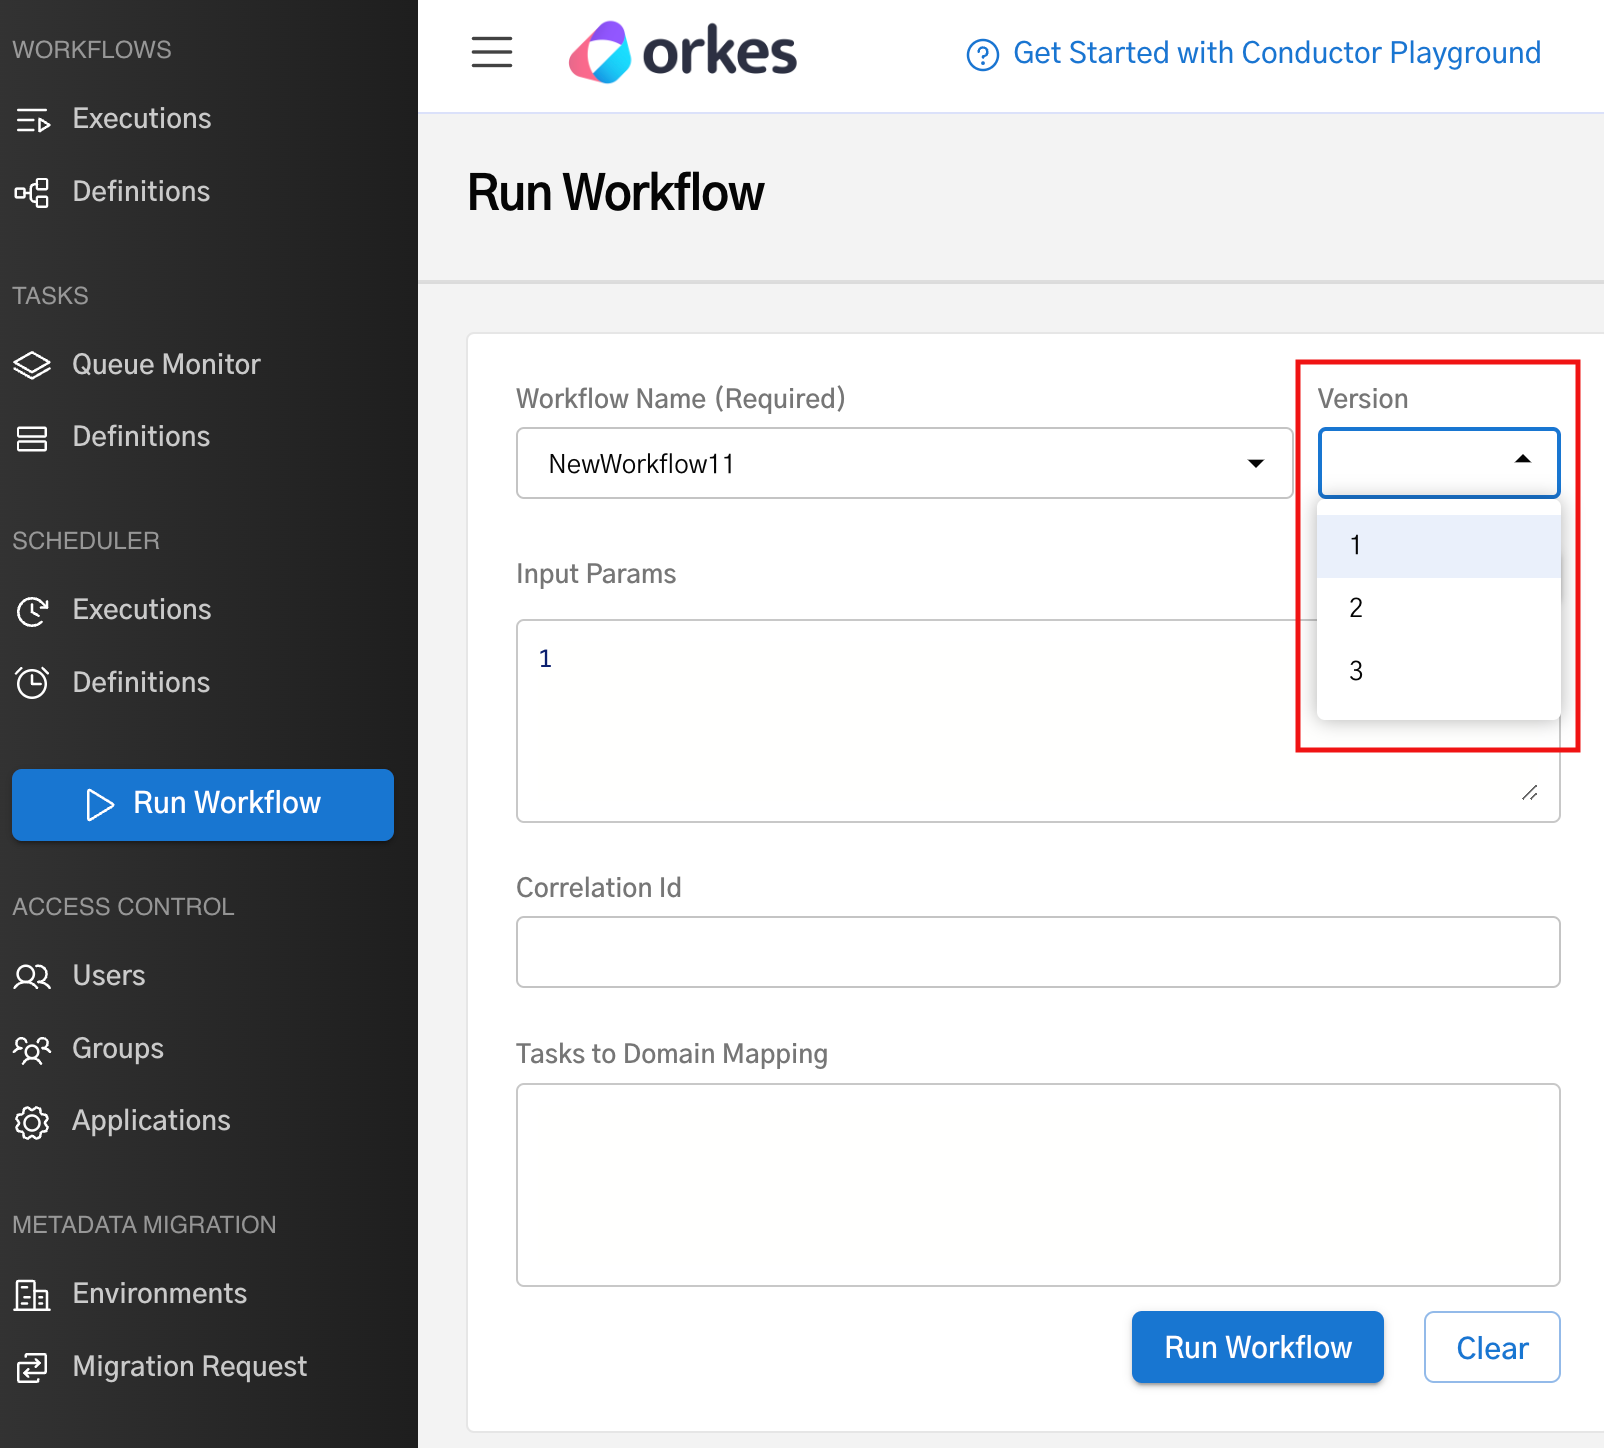 WORKFLOWS
Executions
Definitions
TASKS
Queue Monitor
Definitions
SCHEDULER
Executions
Definitions
Run Workflow
ACCESS CONTROL
Users
Groups
Applications
METADATA MIGRATION
Environments
Migration Request
orkes
Get Started with Conductor Playground
Run Workflow
Workflow Name (Required)
NewWorkflow11
Version
1
2
3
Input Params
1
Correlation Id
Tasks to Domain Mapping
Run Workflow
Clear